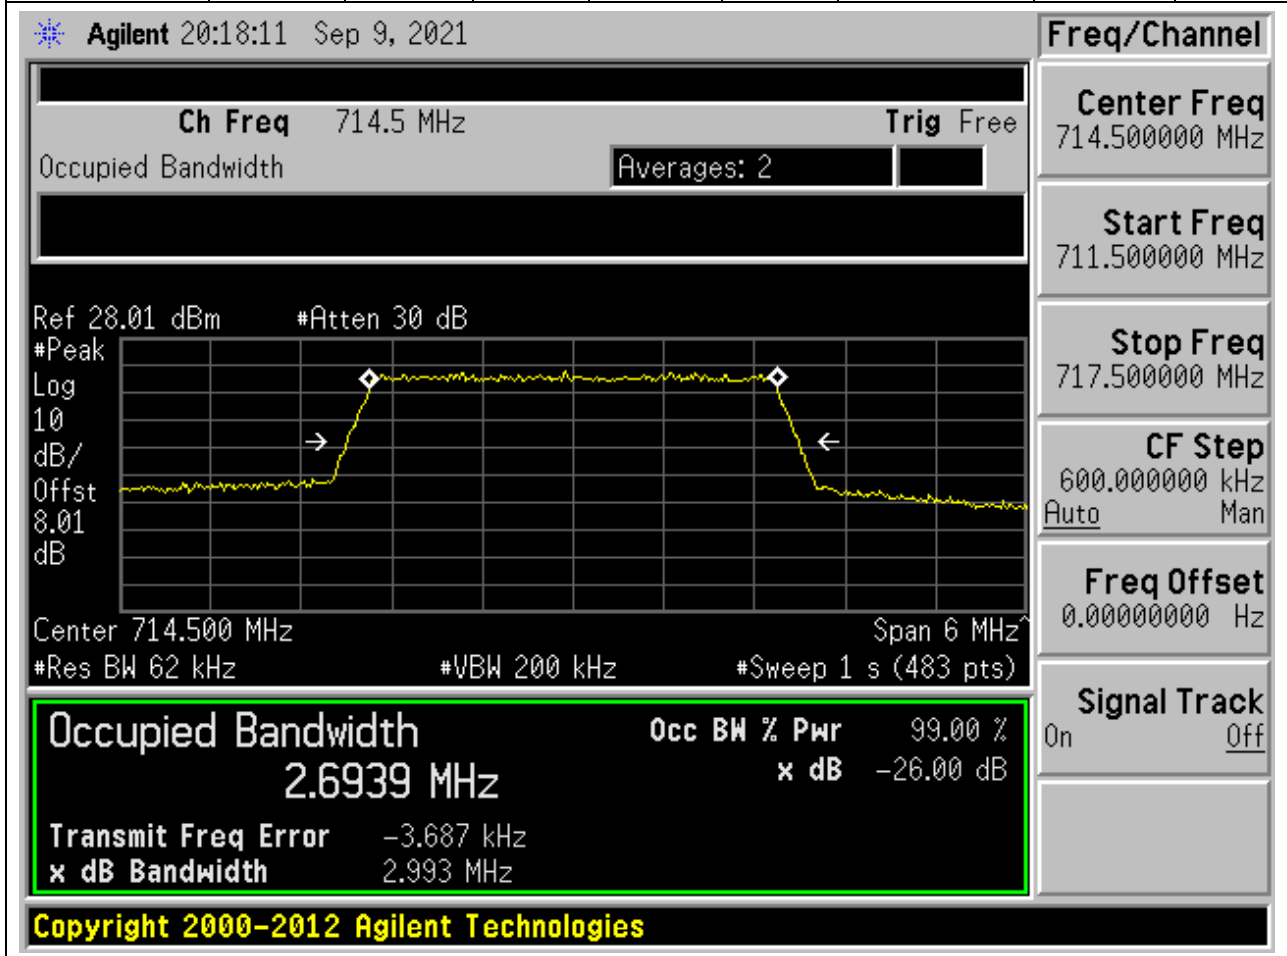 Agilent 20:18:11 Sep 9, 2021
Freq/Channel
Ch Freq 714.5 MHz Trig Free
Occupied Bandwidth Averages: 2
Center Freq
714.500000 MHz
Start Freq
711.500000 MHz
Stop Freq
717.500000 MHz
CF Step
600.000000 kHz
Auto Man
Freq Offset
0.00000000 Hz
Signal Track
On Off
Ref 28.01 dBm #Atten 30 dB
#Peak
Log
10
dB/
Offst
8.01
dB
Center 714.500 MHz Span 6 MHz^
#Res BW 62 kHz #VBW 200 kHz #Sweep 1 s (483 pts)
Occupied Bandwidth
2.6939 MHz
Occ BW % Pwr 99.00 %
x dB -26.00 dB
Transmit Freq Error -3.687 kHz
x dB Bandwidth 2.993 MHz
Copyright 2000-2012 Agilent Technologies